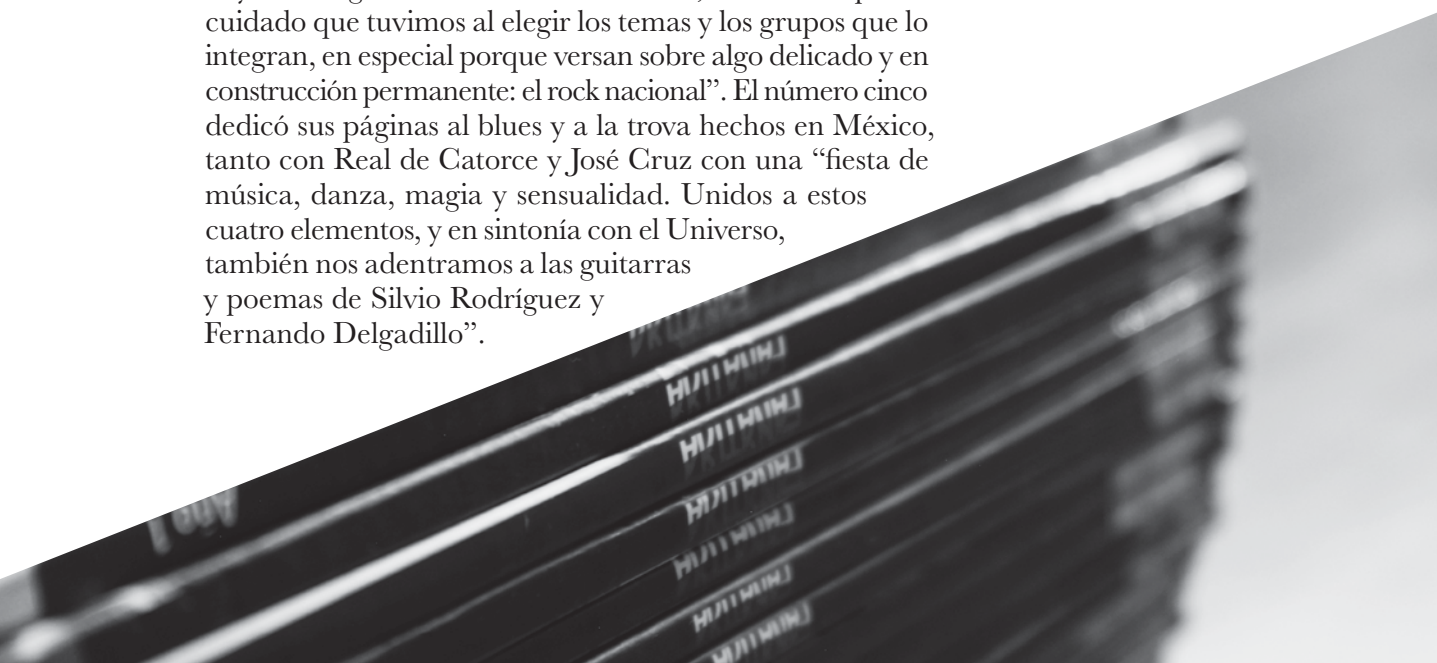 cuidado que tuvimos al elegir los temas y los grupos que lo
integran, en especial porque versan sobre algo delicado y en
construcción permanente: el rock nacional”. El número cinco
dedicó sus páginas al blues y a la trova hechos en México,
tanto con Real de Catorce y José Cruz con una “fiesta de
música, danza, magia y sensualidad. Unidos a estos
cuatro elementos, y en sintonía con el Universo,
también nos adentramos a las guitarras
y poemas de Silvio Rodríguez y
Fernando Delgadillo”.
Año 1